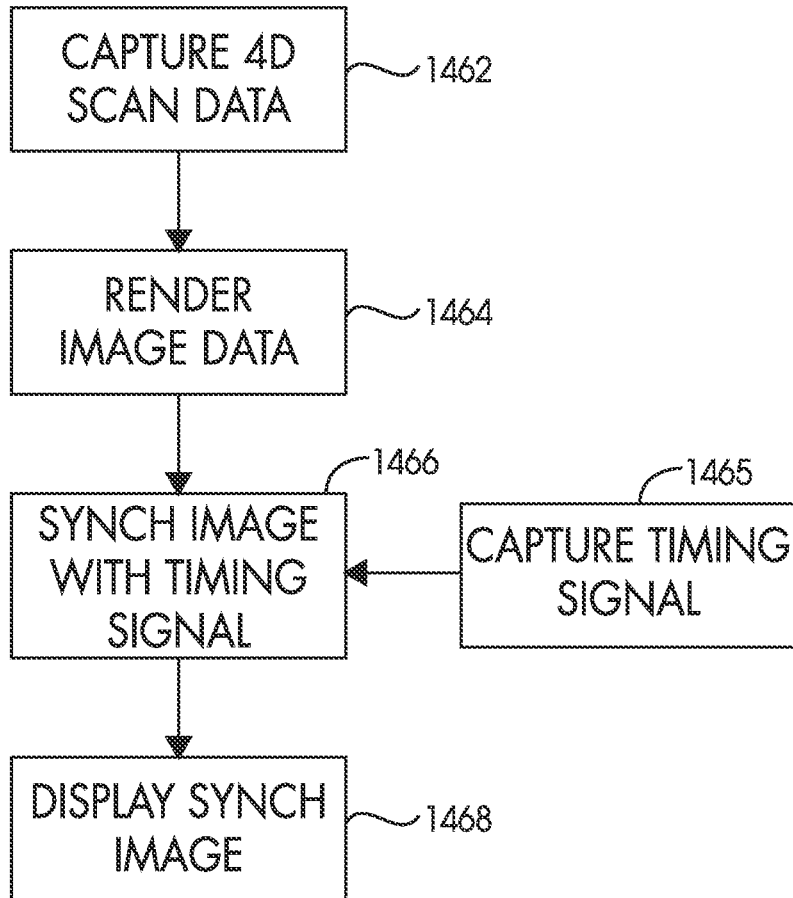 CAPTURE 4D
SCAN DATA
1462
RENDER
IMAGE DATA
1464
1466
SYNCH IMAGE
WITH TIMING
SIGNAL
1465
CAPTURE TIMING
SIGNAL
DISPLAY SYNCH
IMAGE
1468